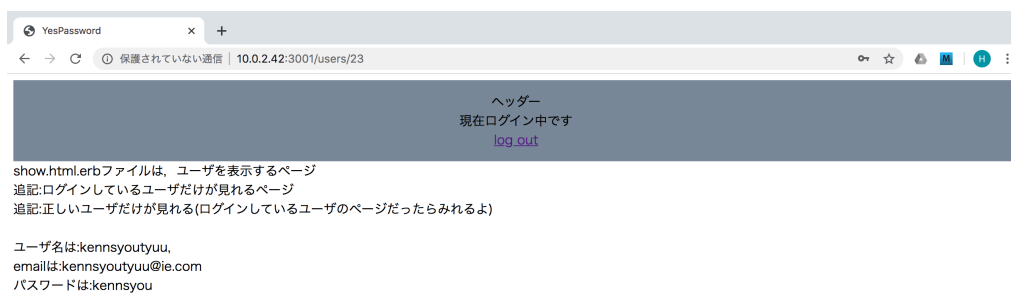 YesPassword
保護されていない通信 10.0.2.42:3001/users/23
M
H
ヘッダー
現在ログイン中です
log out
show.html.erbファイルは，ユーザを表示するページ
追記:ログインしているユーザだけが見れるページ
追記:正しいユーザだけが見れる(ログインしているユーザのページだったらみれるよ)
ユーザ名は:kennsyoutyuu,
emailは:kennsyoutyuu@ie.com
パスワードは:kennsyou